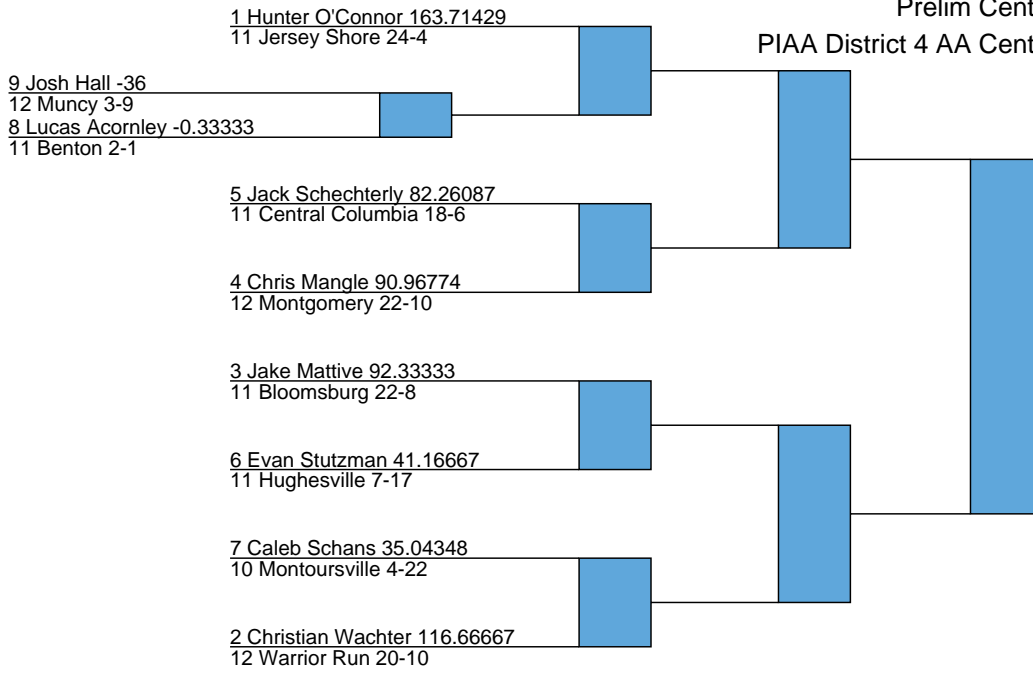 Prelim Cent
PIAA District 4 AA Cent
1 Hunter O'Connor 163.71429
11 Jersey Shore 24-4
9 Josh Hall -36
12 Muncy 3-9
8 Lucas Acornley -0.33333
11 Benton 2-1
5 Jack Schechterly 82.26087
11 Central Columbia 18-6
4 Chris Mangle 90.96774
12 Montgomery 22-10
3 Jake Mattive 92.33333
11 Bloomsburg 22-8
6 Evan Stutzman 41.16667
11 Hughesville 7-17
7 Caleb Schans 35.04348
10 Montoursville 4-22
2 Christian Wachter 116.66667
12 Warrior Run 20-10